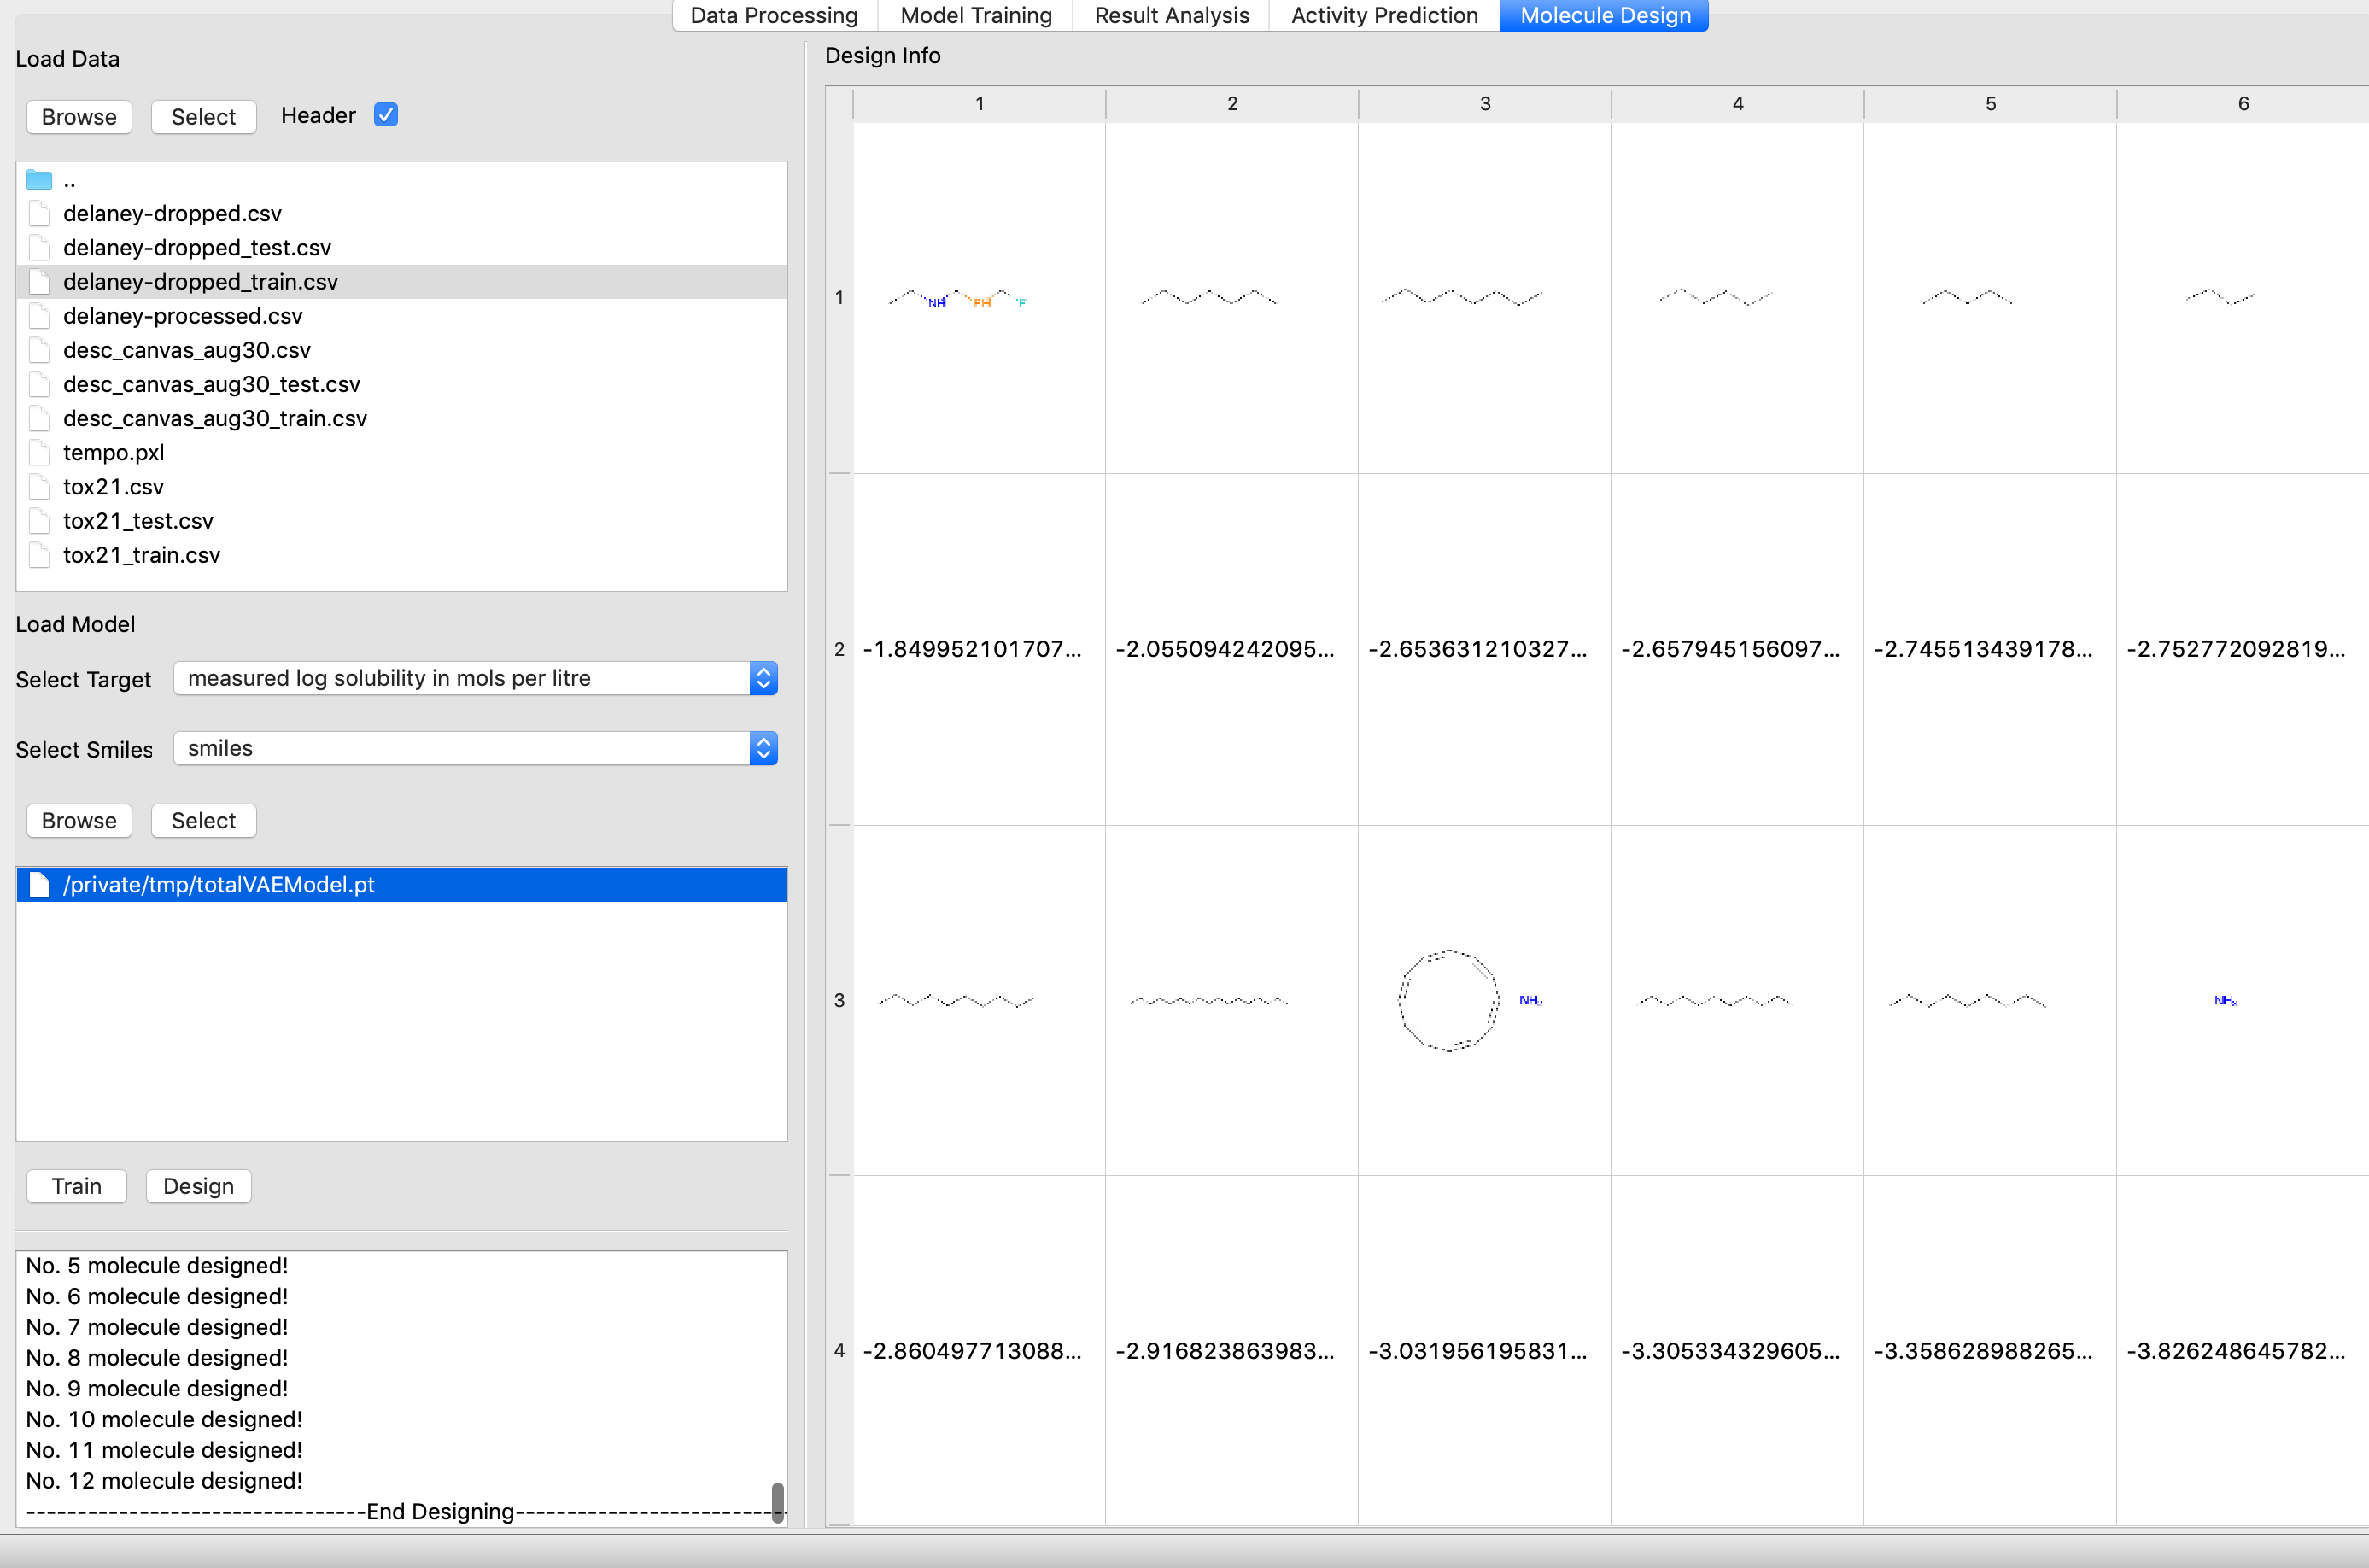 Data Processing Model Training Result Analysis Activity Prediction Molecule Design
Load Data
Browse Select Header
..
delaney-dropped.csv
delaney-dropped_test.csv
delaney-dropped_train.csv
delaney-processed.csv
desc_canvas_aug30.csv
desc_canvas_aug30_test.csv
desc_canvas_aug30_train.csv
tempo.pxl
tox21.csv
tox21_test.csv
tox21_train.csv
Load Model
Select Target measured log solubility in mols per litre
Select Smiles smiles
Browse Select
/private/tmp/totalVAEModel.pt
Train Design
No. 5 molecule designed!
No. 6 molecule designed!
No. 7 molecule designed!
No. 8 molecule designed!
No. 9 molecule designed!
No. 10 molecule designed!
No. 11 molecule designed!
No. 12 molecule designed!
---------------------------------End Designing--------------------------
Design Info
1 2 3 4 5 6
1 NH PH F
2 -1.849952101707... -2.055094242095... -2.653631210327... -2.657945156097... -2.745513439178... -2.752772092819...
3 NH₃ NH₃
4 -2.860497713088... -2.916823863983... -3.031956195831... -3.305334329605... -3.358628988265... -3.826248645782...